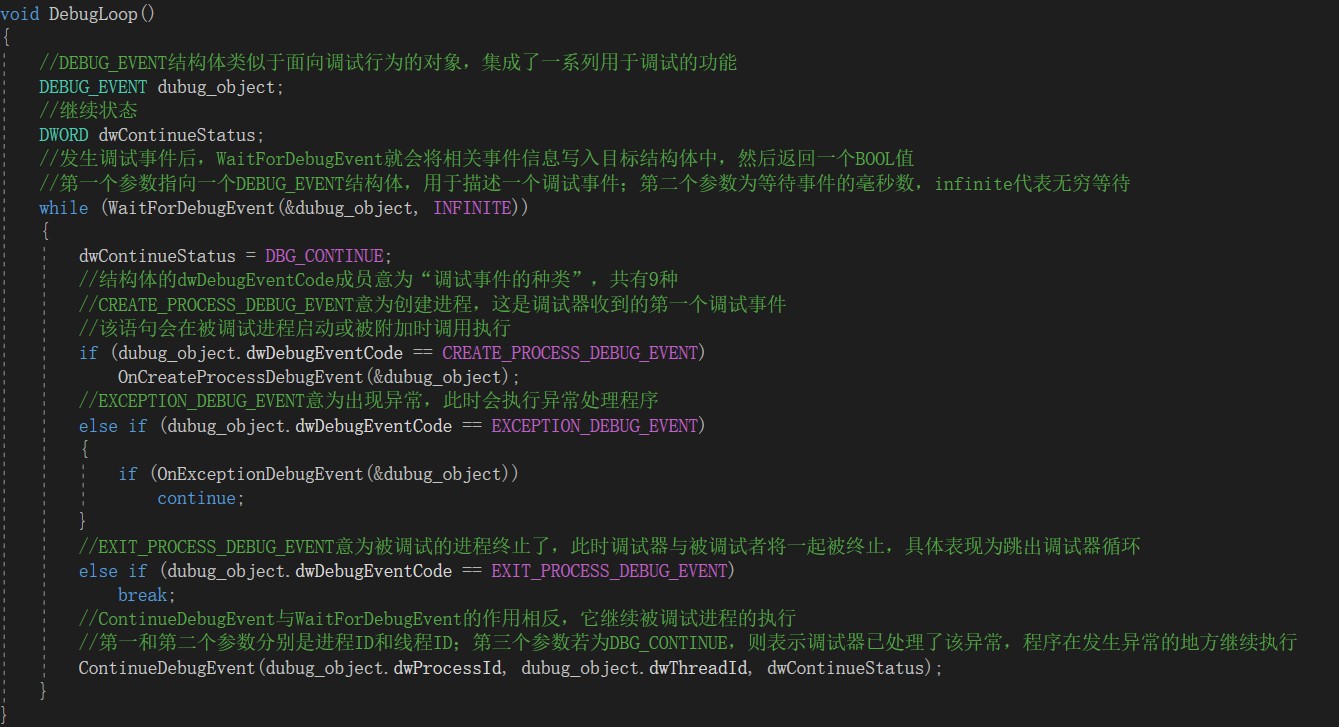 void DebugLoop()
{
    //DEBUG_EVENT结构体类似于面向调试行为的对象，集成了一系列用于调试的功能
    DEBUG_EVENT dubug_object;
    //继续状态
    DWORD dwContinueStatus;
    //发生调试事件后，WaitForDebugEvent就会将相关事件信息写入目标结构体中，然后返回一个BOOL值
    //第一个参数指向一个DEBUG_EVENT结构体，用于描述一个调试事件；第二个参数为等待事件的毫秒数，infinite代表无穷等待
    while (WaitForDebugEvent(&dubug_object, INFINITE))
    {
        dwContinueStatus = DBG_CONTINUE;
        //结构体的dwDebugEventCode成员意为“调试事件的种类”，共有9种
        //CREATE_PROCESS_DEBUG_EVENT意为创建进程，这是调试器收到的第一个调试事件
        //该语句会在被调试进程启动或被附加时调用执行
        if (dubug_object.dwDebugEventCode == CREATE_PROCESS_DEBUG_EVENT)
            OnCreateProcessDebugEvent(&dubug_object);
        //EXCEPTION_DEBUG_EVENT意为出现异常，此时会执行异常处理程序
        else if (dubug_object.dwDebugEventCode == EXCEPTION_DEBUG_EVENT)
        {
            if (OnExceptionDebugEvent(&dubug_object))
                continue;
        }
        //EXIT_PROCESS_DEBUG_EVENT意为被调试的进程终止了，此时调试器与被调试者将一起被终止，具体表现为跳出调试器循环
        else if (dubug_object.dwDebugEventCode == EXIT_PROCESS_DEBUG_EVENT)
            break;
        //ContinueDebugEvent与WaitForDebugEvent的作用相反，它继续被调试进程的执行
        //第一和第二个参数分别是进程ID和线程ID；第三个参数若为DBG_CONTINUE，则表示调试器已处理了该异常，程序在发生异常的地方继续执行
        ContinueDebugEvent(dubug_object.dwProcessId, dubug_object.dwThreadId, dwContinueStatus);
    }
}